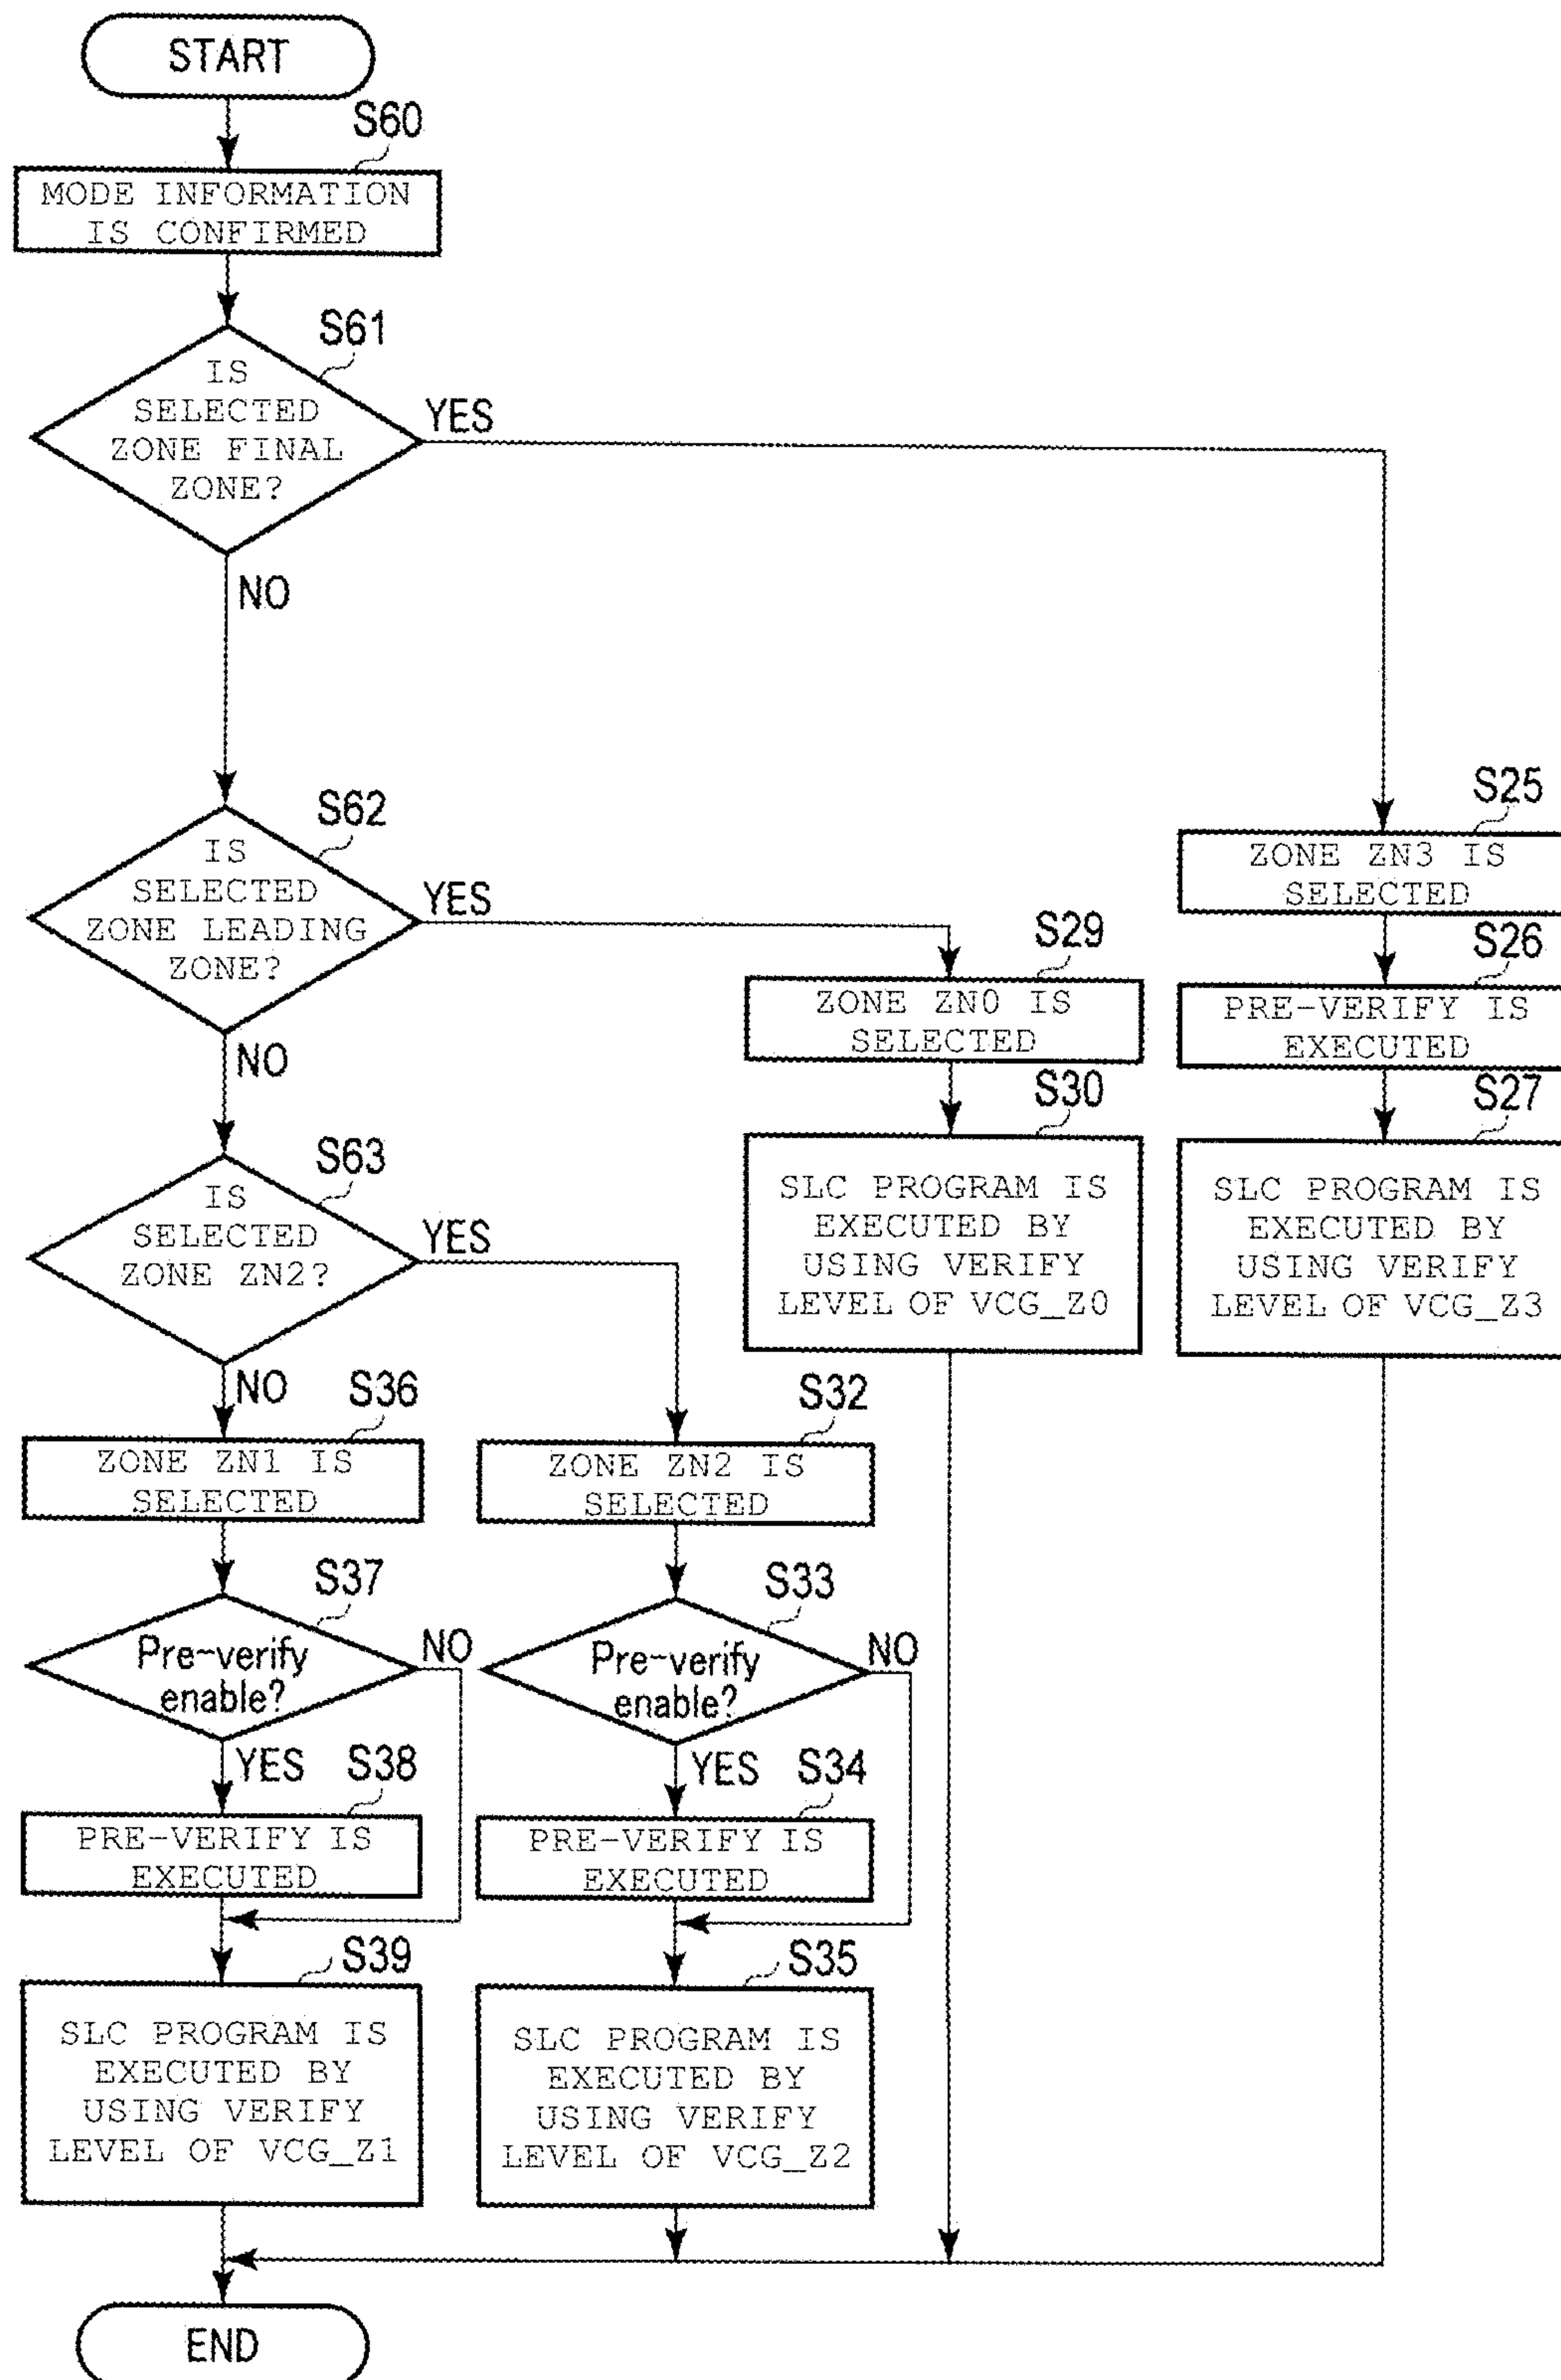 START
S60
MODE INFORMATION
IS CONFIRMED
S61
IS
SELECTED
ZONE FINAL
ZONE?
YES
NO
S62
IS
SELECTED
ZONE LEADING
ZONE?
YES
NO
S25
ZONE ZN3 IS
SELECTED
S26
PRE-VERIFY IS
EXECUTED
S27
SLC PROGRAM IS
EXECUTED BY
USING VERIFY
LEVEL OF VCG_Z3
S29
ZONE ZN0 IS
SELECTED
S30
SLC PROGRAM IS
EXECUTED BY
USING VERIFY
LEVEL OF VCG_Z0
S63
IS
SELECTED
ZONE ZN2?
YES
NO
S36
ZONE ZN1 IS
SELECTED
S37
Pre-verify
enable?
NO
YES
S38
PRE-VERIFY IS
EXECUTED
S39
SLC PROGRAM IS
EXECUTED BY
USING VERIFY
LEVEL OF VCG_Z1
S32
ZONE ZN2 IS
SELECTED
S33
Pre-verify
enable?
NO
YES
S34
PRE-VERIFY IS
EXECUTED
S35
SLC PROGRAM IS
EXECUTED BY
USING VERIFY
LEVEL OF VCG_Z2
END